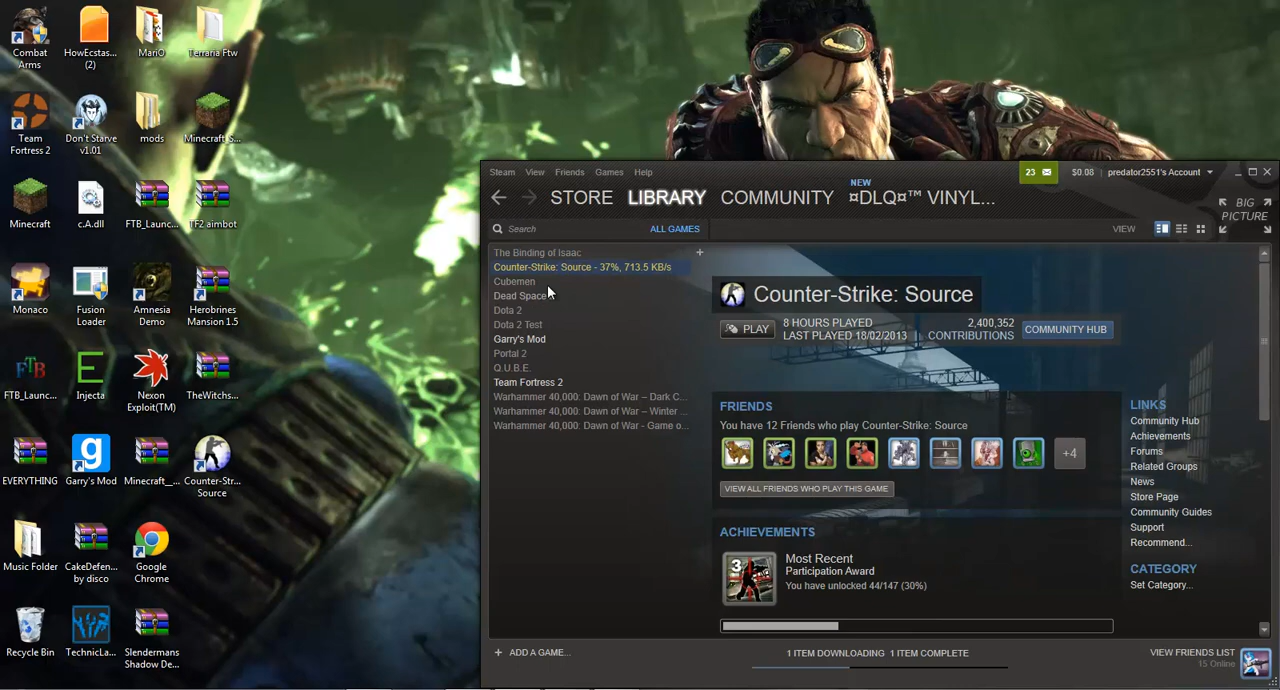 Combat
Arms
HowEcstas...
(2)
MariO
Terraria Ftw
Team
Fortress 2
Don't Starve
v1.01
mods
Minecraft_S...
Minecraft
c.A.dll
FTB_Launc...
TF2 aimbot
Monaco
Fusion
Loader
Amnesia
Demo
Herobrines
Mansion 1.5
FTB_Launc...
Injecta
Nexon
Exploit(TM)
TheWitchs...
EVERYTHING
Garry's Mod
Minecraft__...
Counter-Str...
Source
Music Folder
CakeDefen...
by disco
Google
Chrome
Recycle Bin
TechnicLa...
Slendermans
Shadow De...
Steam View Friends Games Help
23
$0.08
predator2551's Account
STORE LIBRARY COMMUNITY
NEW
¤DLQ¤™ VINYL...
BIG
PICTURE
Search
ALL GAMES
VIEW
The Binding of Isaac
Counter-Strike: Source - 37%, 713.5 KB/s
Cubemen
Dead Space
Dota 2
Dota 2 Test
Garry's Mod
Portal 2
Q.U.B.E.
Team Fortress 2
Warhammer 40,000: Dawn of War – Dark C...
Warhammer 40,000: Dawn of War – Winter ...
Warhammer 40,000: Dawn of War - Game o...
Counter-Strike: Source
PLAY
8 HOURS PLAYED
LAST PLAYED 18/02/2013
2,400,352
CONTRIBUTIONS
COMMUNITY HUB
FRIENDS
You have 12 Friends who play Counter-Strike: Source
+4
VIEW ALL FRIENDS WHO PLAY THIS GAME
ACHIEVEMENTS
3
Most Recent
Participation Award
You have unlocked 44/147 (30%)
LINKS
Community Hub
Achievements
Forums
Related Groups
News
Store Page
Community Guides
Support
Recommend...
CATEGORY
Set Category...
+ ADD A GAME...
1 ITEM DOWNLOADING 1 ITEM COMPLETE
VIEW FRIENDS LIST
15 Online